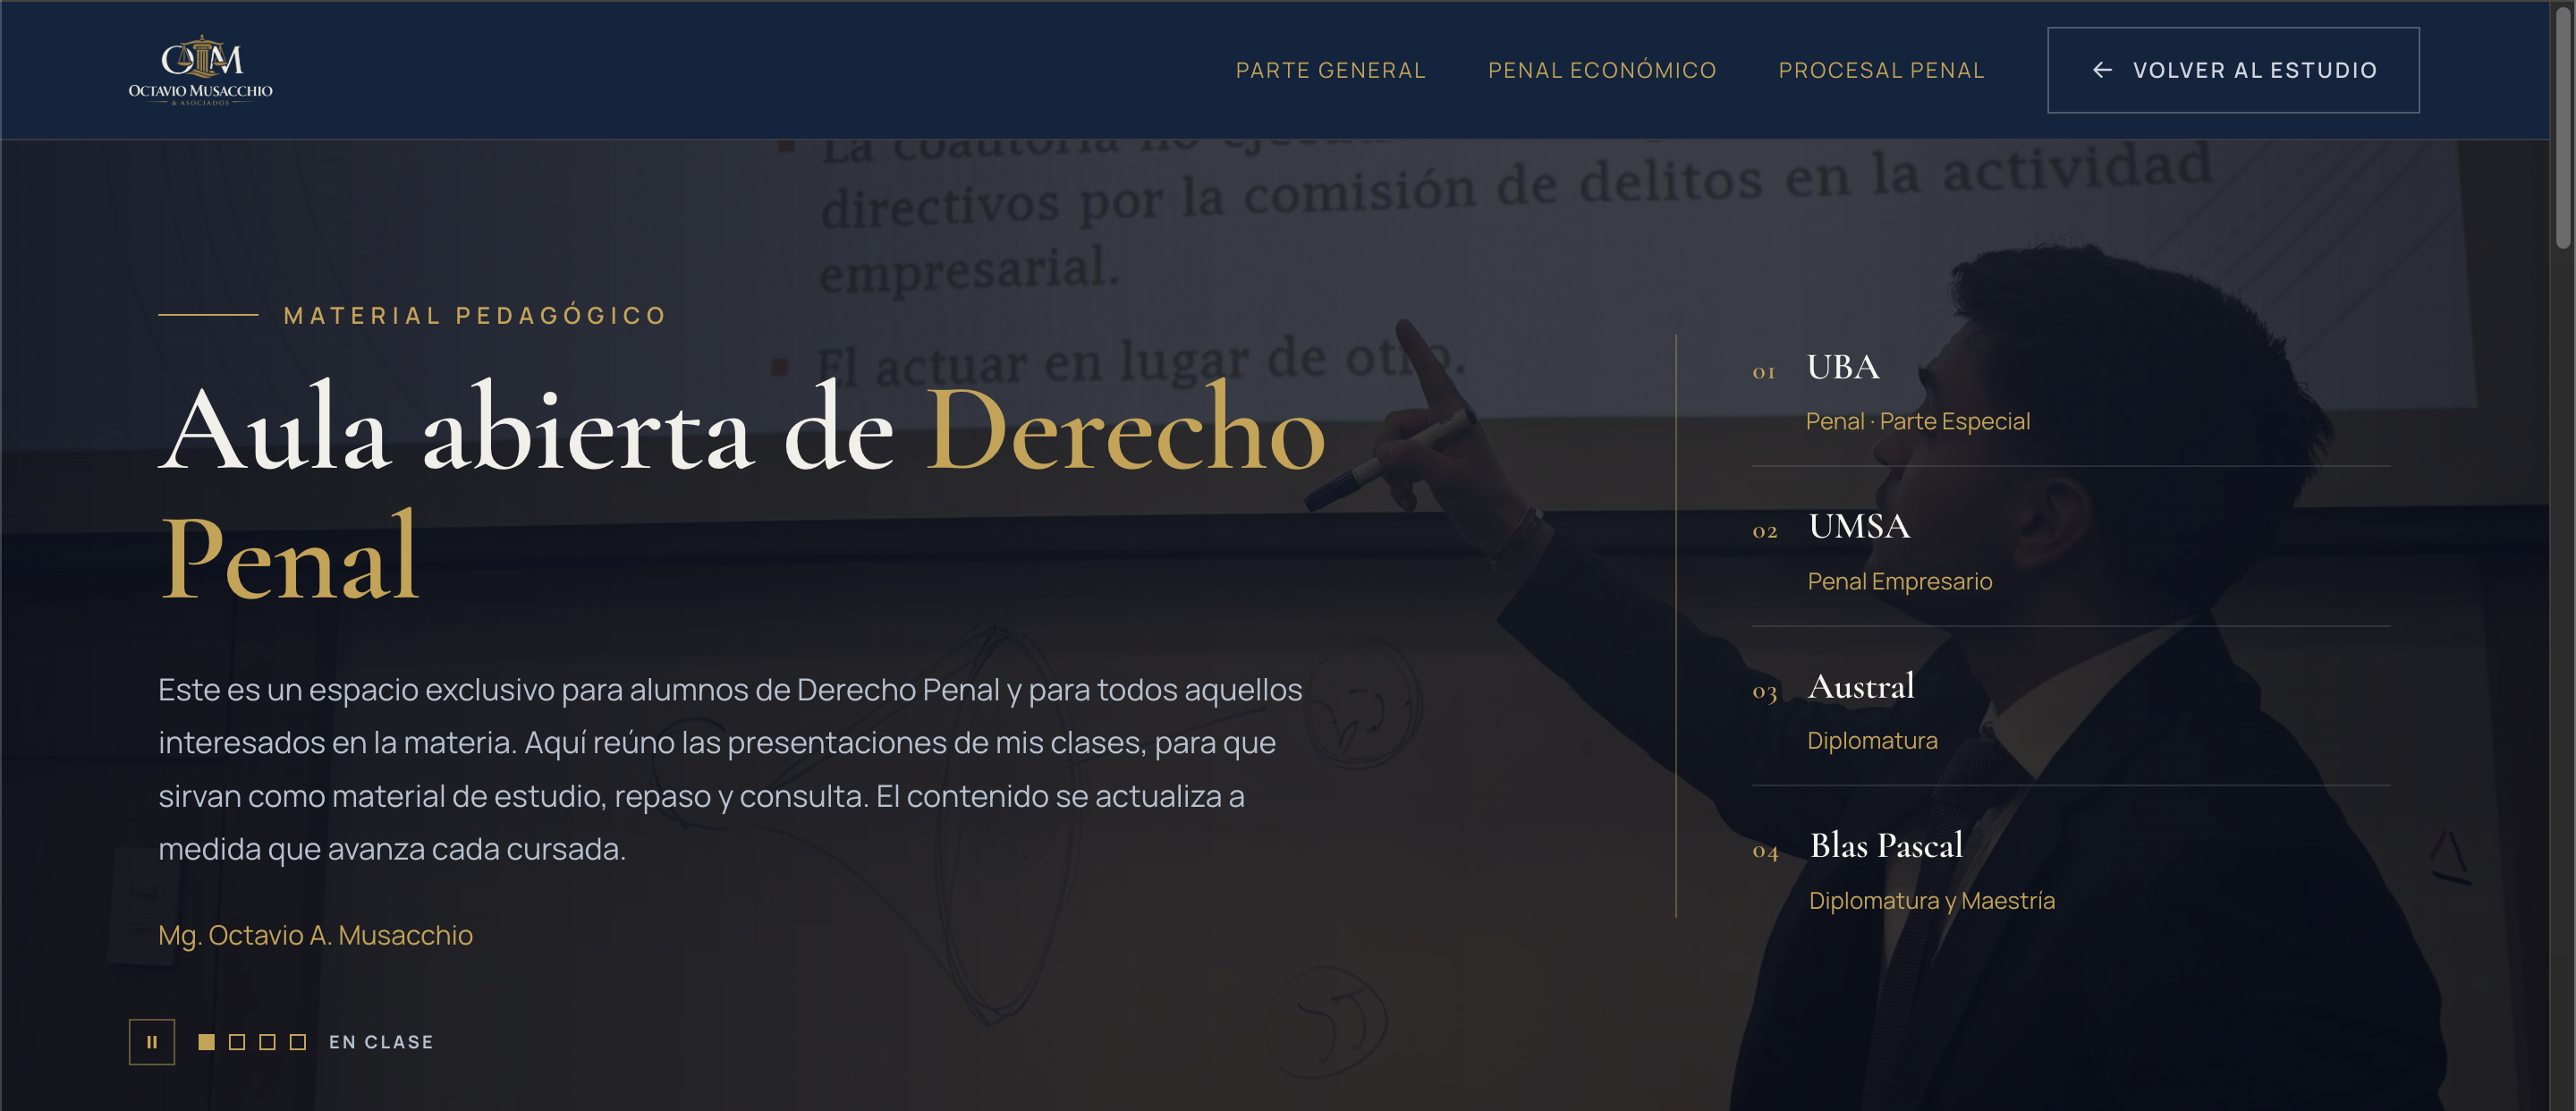 OM
OCTAVIO MUSACCHIO
& ASOCIADOS
PARTE GENERAL
PENAL ECONÓMICO
PROCESAL PENAL
← VOLVER AL ESTUDIO
directivos por la comisión de delitos en la actividad
empresarial.
El actuar en lugar de otro.
MATERIAL PEDAGÓGICO
Aula abierta de Derecho
Penal
Este es un espacio exclusivo para alumnos de Derecho Penal y para todos aquellos
interesados en la materia. Aquí reúno las presentaciones de mis clases, para que
sirvan como material de estudio, repaso y consulta. El contenido se actualiza a
medida que avanza cada cursada.
Mg. Octavio A. Musacchio
EN CLASE
01 UBA
Penal · Parte Especial
02 UMSA
Penal Empresario
03 Austral
Diplomatura
04 Blas Pascal
Diplomatura y Maestría